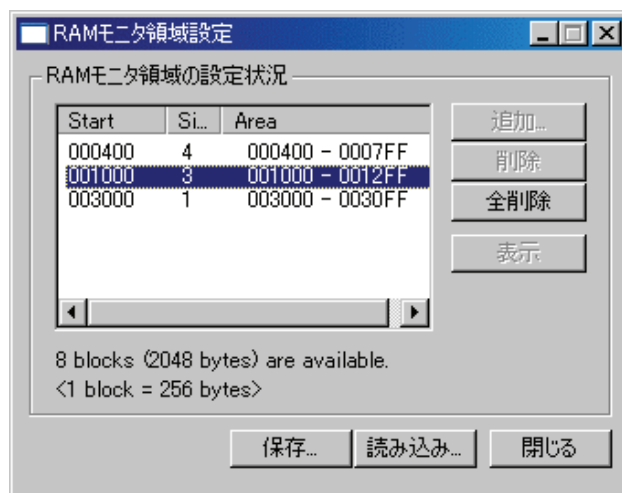 RAMモニタ領域設定
RAMモニタ領域の設定状況
Start Si... Area
000400 4 000400 - 0007FF
001000 3 001000 - 0012FF
003000 1 003000 - 0030FF
追加...
削除
全削除
表示
8 blocks (2048 bytes) are available.
<1 block = 256 bytes>
保存... 読み込み... 閉じる